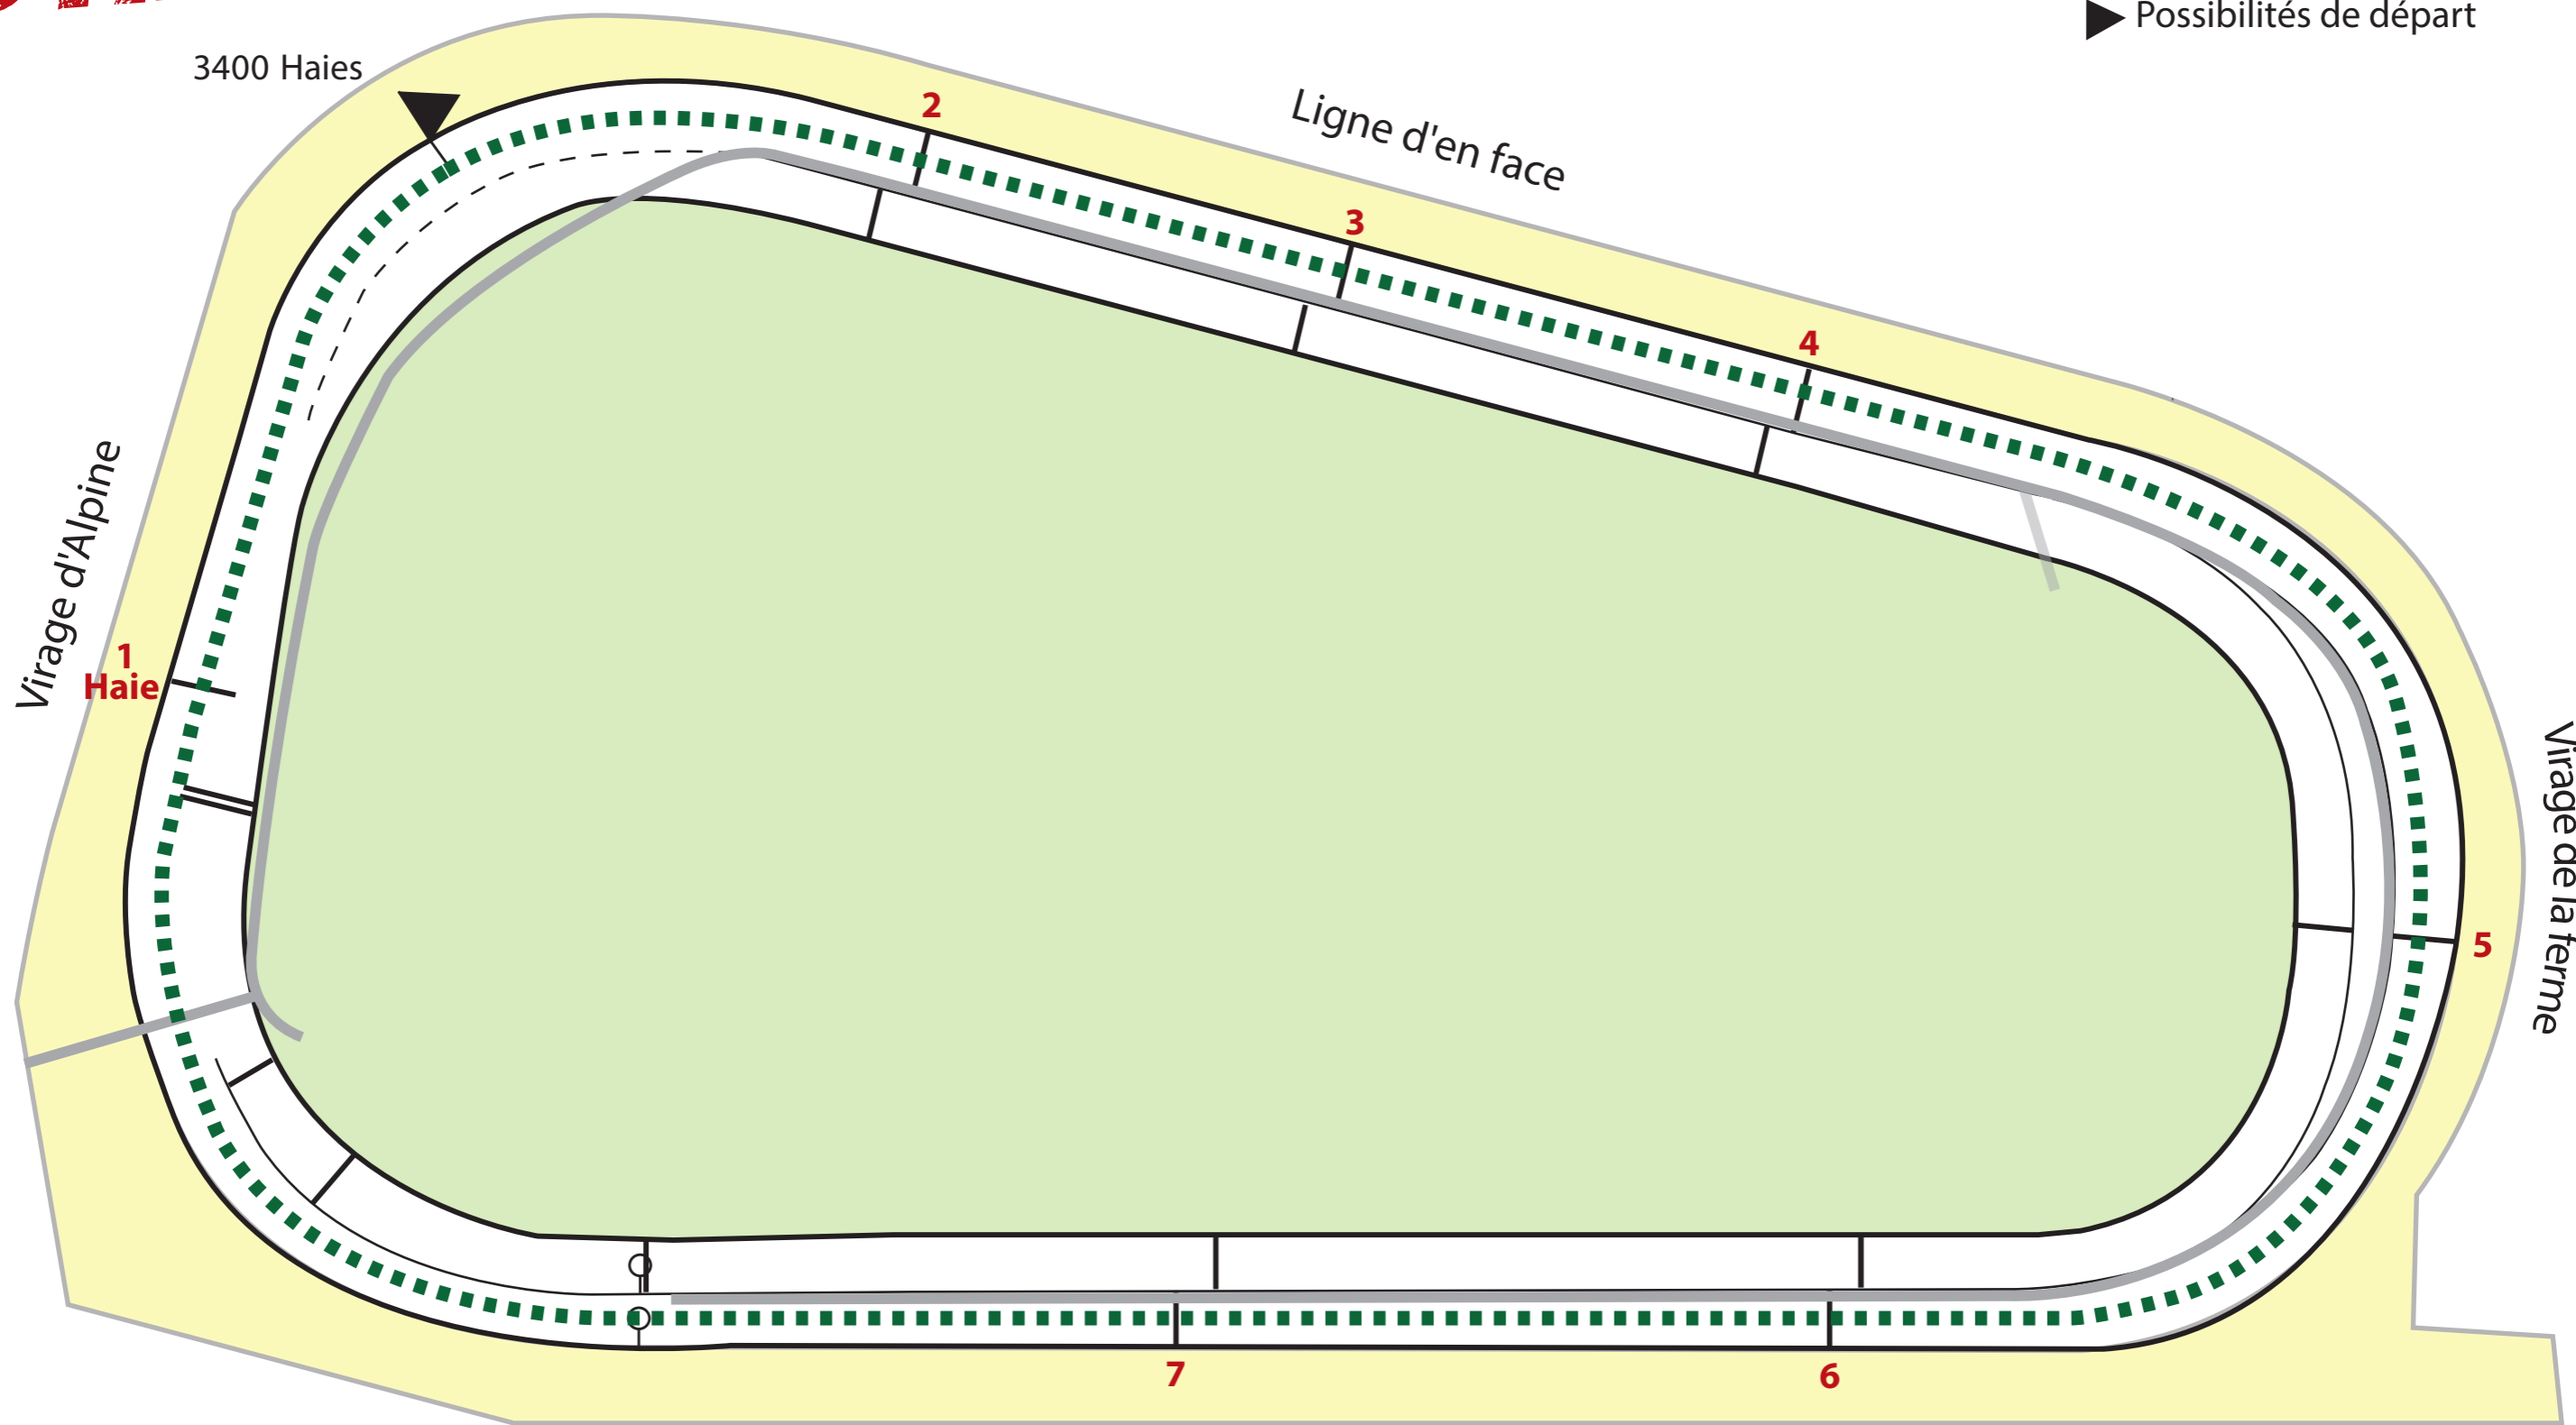 Possibilités de départ
3400 Haies
2
Ligne d'en face
3
4
Virage d'Alpine
1
Haie
Virage de la ferme
5
7
6